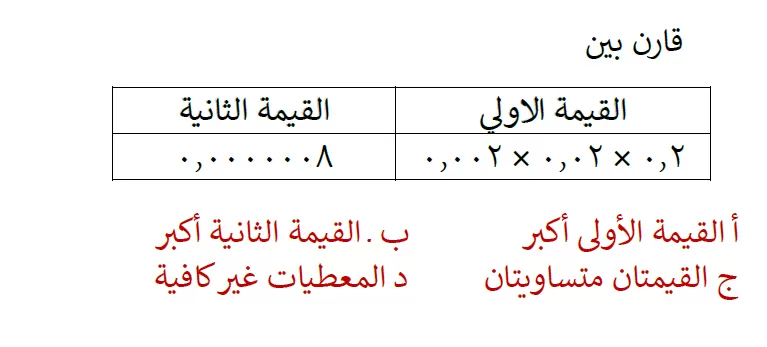 قارن بين
القيمة الاولي	القيمة الثانية
٠,٢ × ٠,٠٢ × ٠,٠٠٢	٠,٠٠٠٠٠٠٨
أ القيمة الأولى أكبر	ب . القيمة الثانية أكبر
ج القيمتان متساويتان	د المعطيات غير كافية